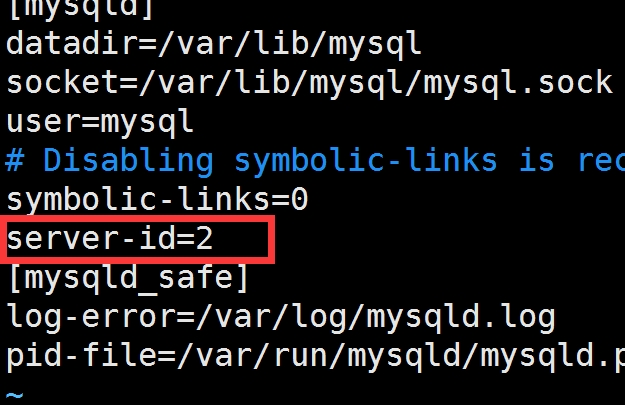 [mysqld]
datadir=/var/lib/mysql
socket=/var/lib/mysql/mysql.sock
user=mysql
# Disabling symbolic-links is rec
symbolic-links=0
server-id=2
[mysqld_safe]
log-error=/var/log/mysqld.log
pid-file=/var/run/mysqld/mysqld.p
~